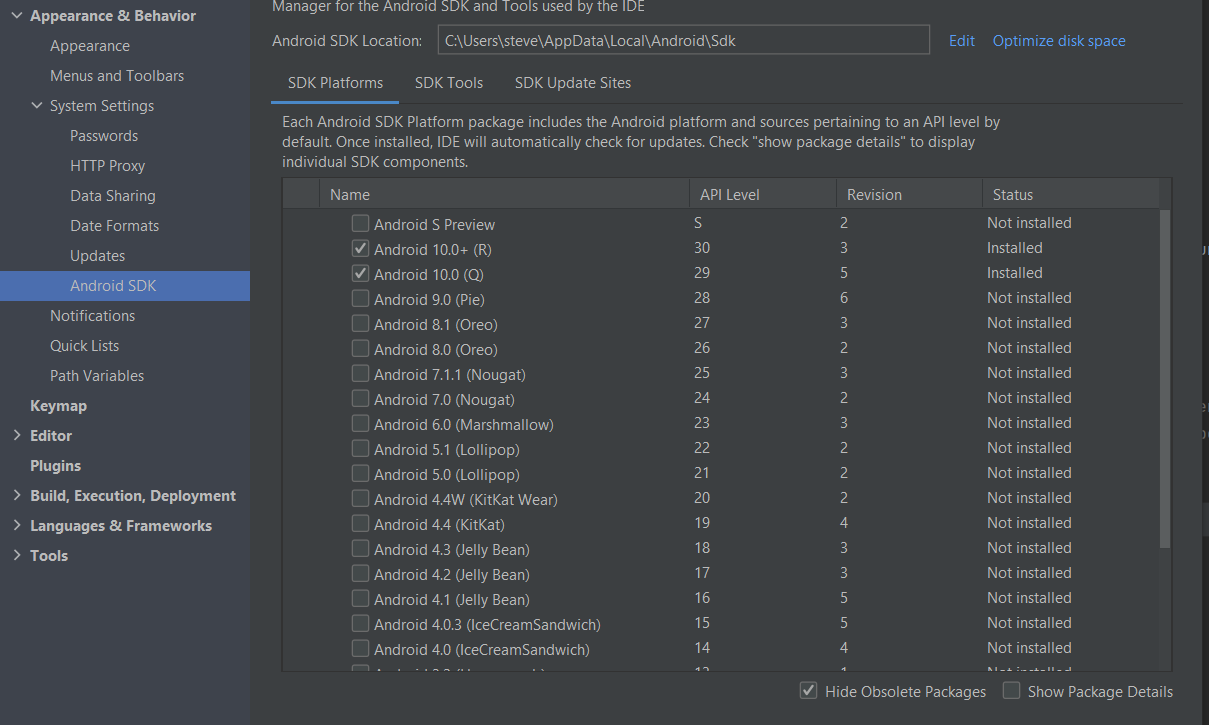 Appearance & Behavior
Appearance
Menus and Toolbars
System Settings
Passwords
HTTP Proxy
Data Sharing
Date Formats
Updates
Android SDK
Notifications
Quick Lists
Path Variables
Keymap
Editor
Plugins
Build, Execution, Deployment
Languages & Frameworks
Tools
Manager for the Android SDK and Tools used by the IDE
Android SDK Location: C:\Users\steve\AppData\Local\Android\Sdk Edit Optimize disk space
SDK Platforms SDK Tools SDK Update Sites
Each Android SDK Platform package includes the Android platform and sources pertaining to an API level by
default. Once installed, IDE will automatically check for updates. Check "show package details" to display
individual SDK components.
Name API Level Revision Status
Android S Preview S 2 Not installed
Android 10.0+ (R) 30 3 Installed
Android 10.0 (Q) 29 5 Installed
Android 9.0 (Pie) 28 6 Not installed
Android 8.1 (Oreo) 27 3 Not installed
Android 8.0 (Oreo) 26 2 Not installed
Android 7.1.1 (Nougat) 25 3 Not installed
Android 7.0 (Nougat) 24 2 Not installed
Android 6.0 (Marshmallow) 23 3 Not installed
Android 5.1 (Lollipop) 22 2 Not installed
Android 5.0 (Lollipop) 21 2 Not installed
Android 4.4W (KitKat Wear) 20 2 Not installed
Android 4.4 (KitKat) 19 4 Not installed
Android 4.3 (Jelly Bean) 18 3 Not installed
Android 4.2 (Jelly Bean) 17 3 Not installed
Android 4.1 (Jelly Bean) 16 5 Not installed
Android 4.0.3 (IceCreamSandwich) 15 5 Not installed
Android 4.0 (IceCreamSandwich) 14 4 Not installed
Hide Obsolete Packages Show Package Details